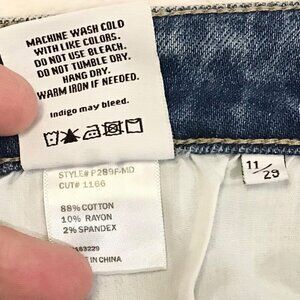 MACHINE WASH COLD
WITH LIKE COLORS.
DO NOT USE BLEACH.
DO NOT TUMBLE DRY.
HANG DRY.
WARM IRON IF NEEDED.
Indigo may bleed.
STYLE# P289F-MD
CUT# 1166
88% COTTON
10% RAYON
2% SPANDEX
IN CHINA
11/29